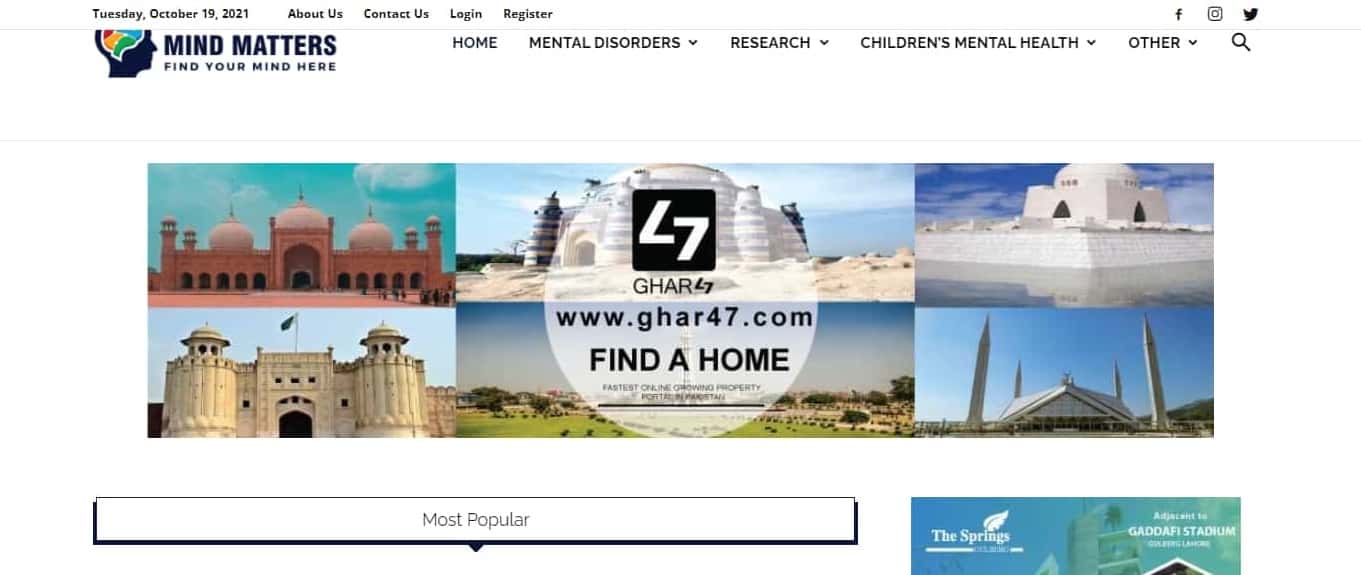 Tuesday, October 19, 2021 About Us Contact Us Login Register
MIND MATTERS
FIND YOUR MIND HERE
HOME MENTAL DISORDERS RESEARCH CHILDREN'S MENTAL HEALTH OTHER
47
GHAR47
www.ghar47.com
FIND A HOME
FASTEST ONLINE GROWING PROPERTY
PORTAL IN PAKISTAN
Most Popular
The Springs
GULBERG
Adjacent to
GADDAFI STADIUM
GULBERG LAHORE